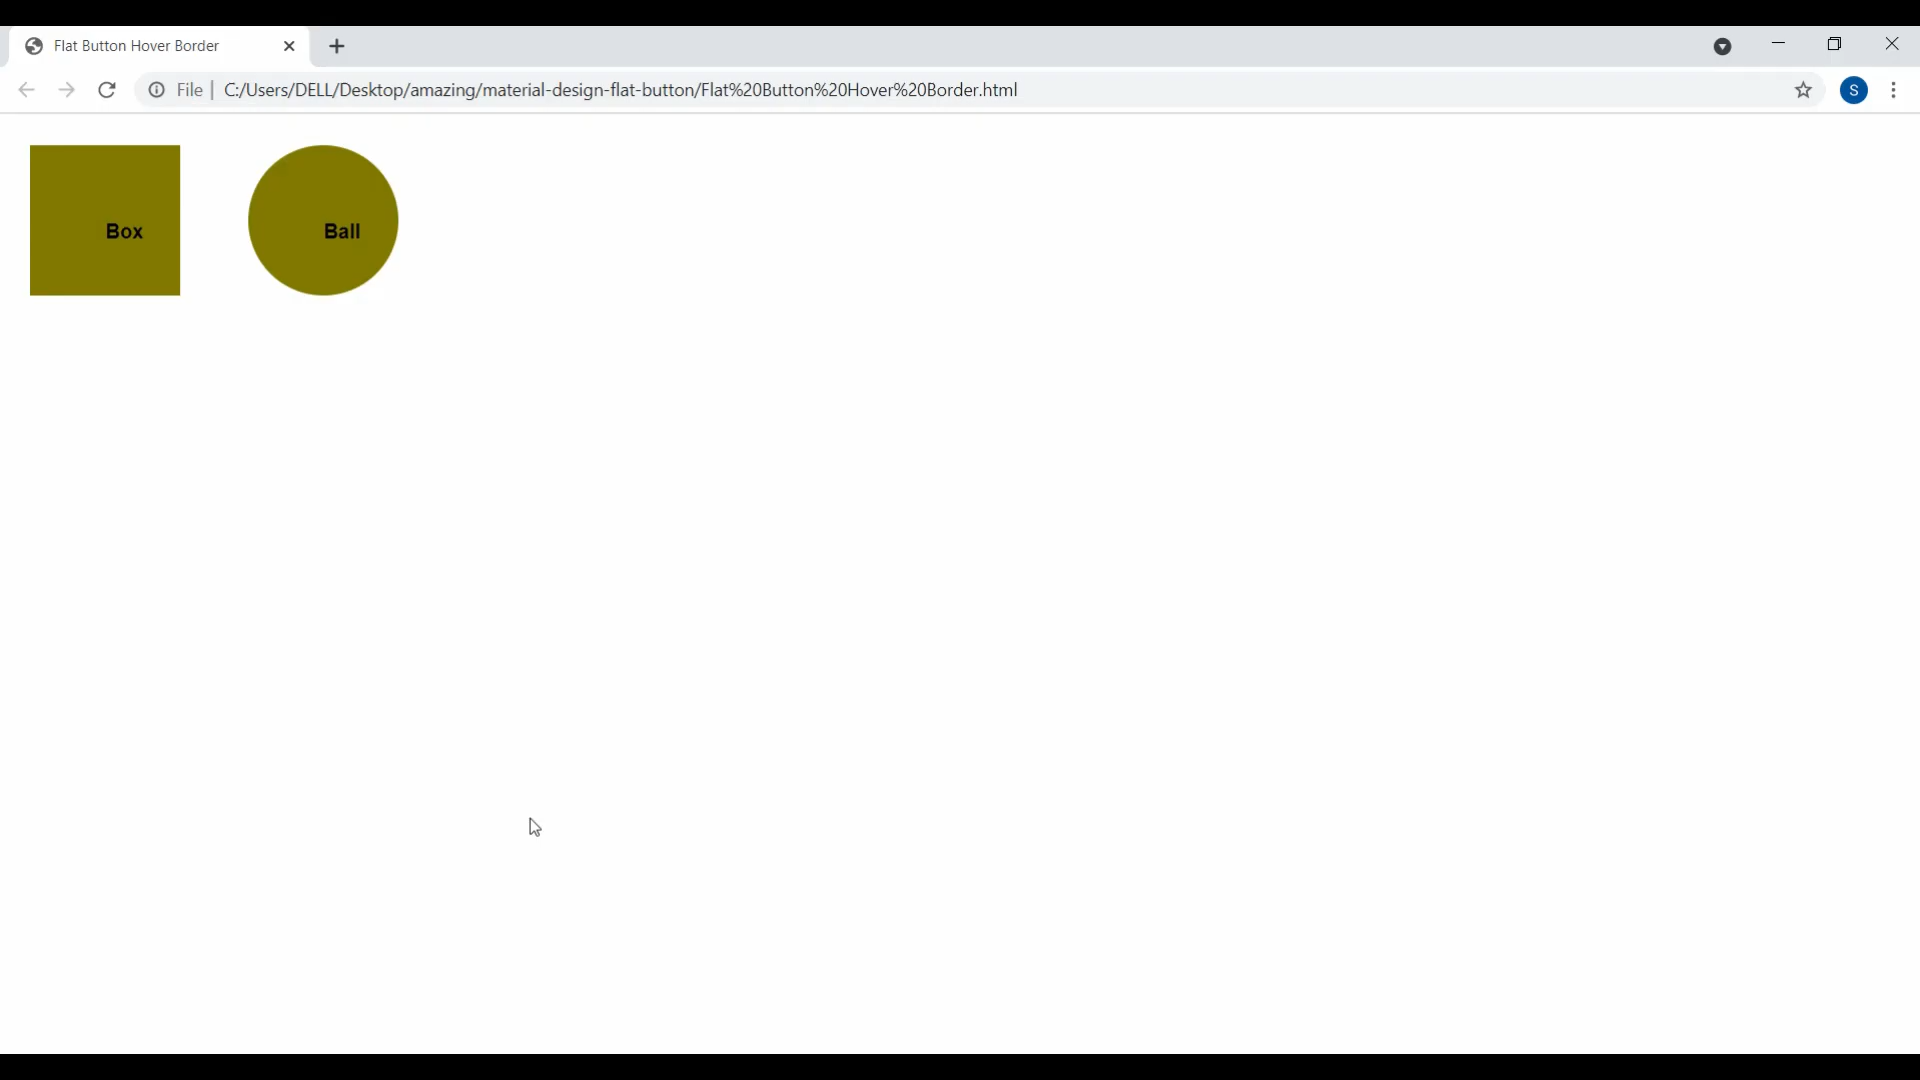 Flat Button Hover Border
File | C:/Users/DELL/Desktop/amazing/material-design-flat-button/Flat%20Button%20Hover%20Border.html
S
Box
Ball